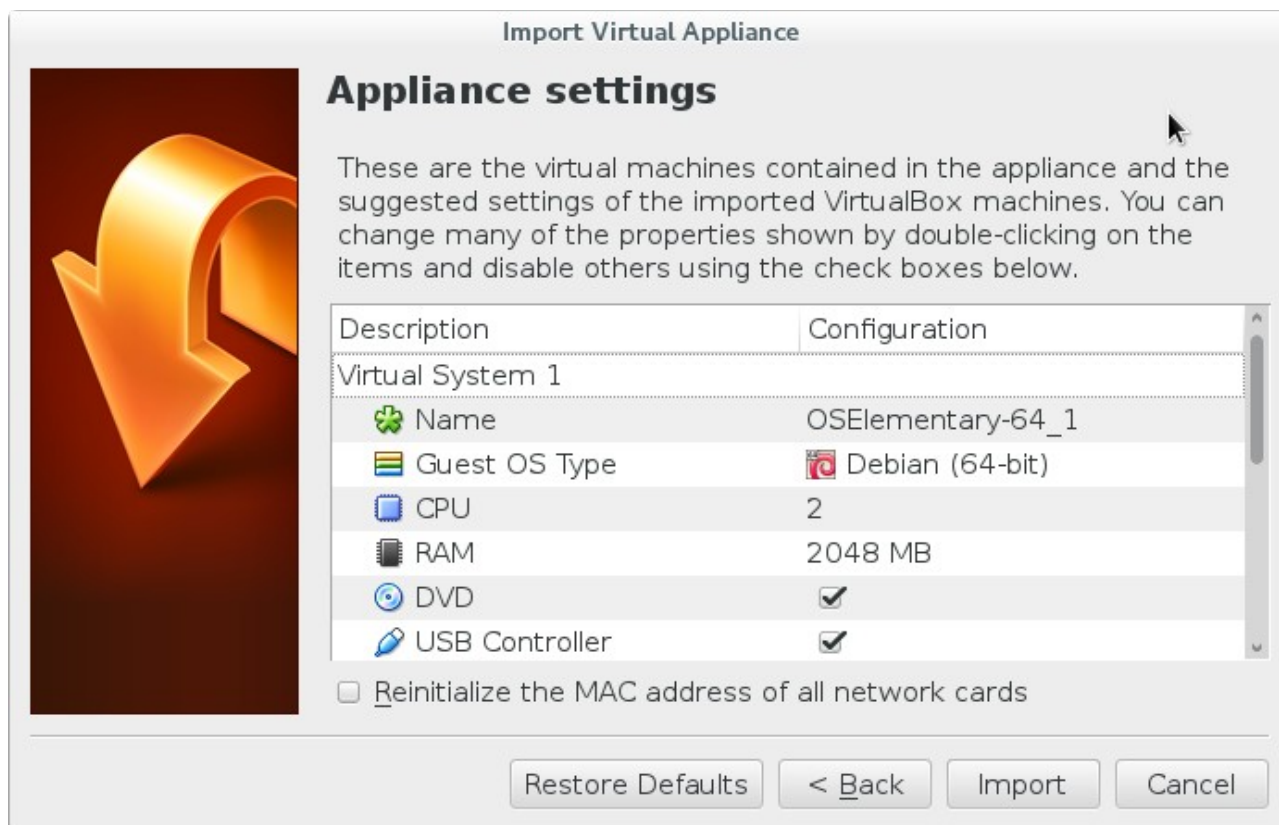 Import Virtual Appliance
Appliance settings
These are the virtual machines contained in the appliance and the
suggested settings of the imported VirtualBox machines. You can
change many of the properties shown by double-clicking on the
items and disable others using the check boxes below.
Description Configuration
Virtual System 1
Name OSElementary-64_1
Guest OS Type Debian (64-bit)
CPU 2
RAM 2048 MB
DVD
USB Controller
Reinitialize the MAC address of all network cards
Restore Defaults < Back Import Cancel